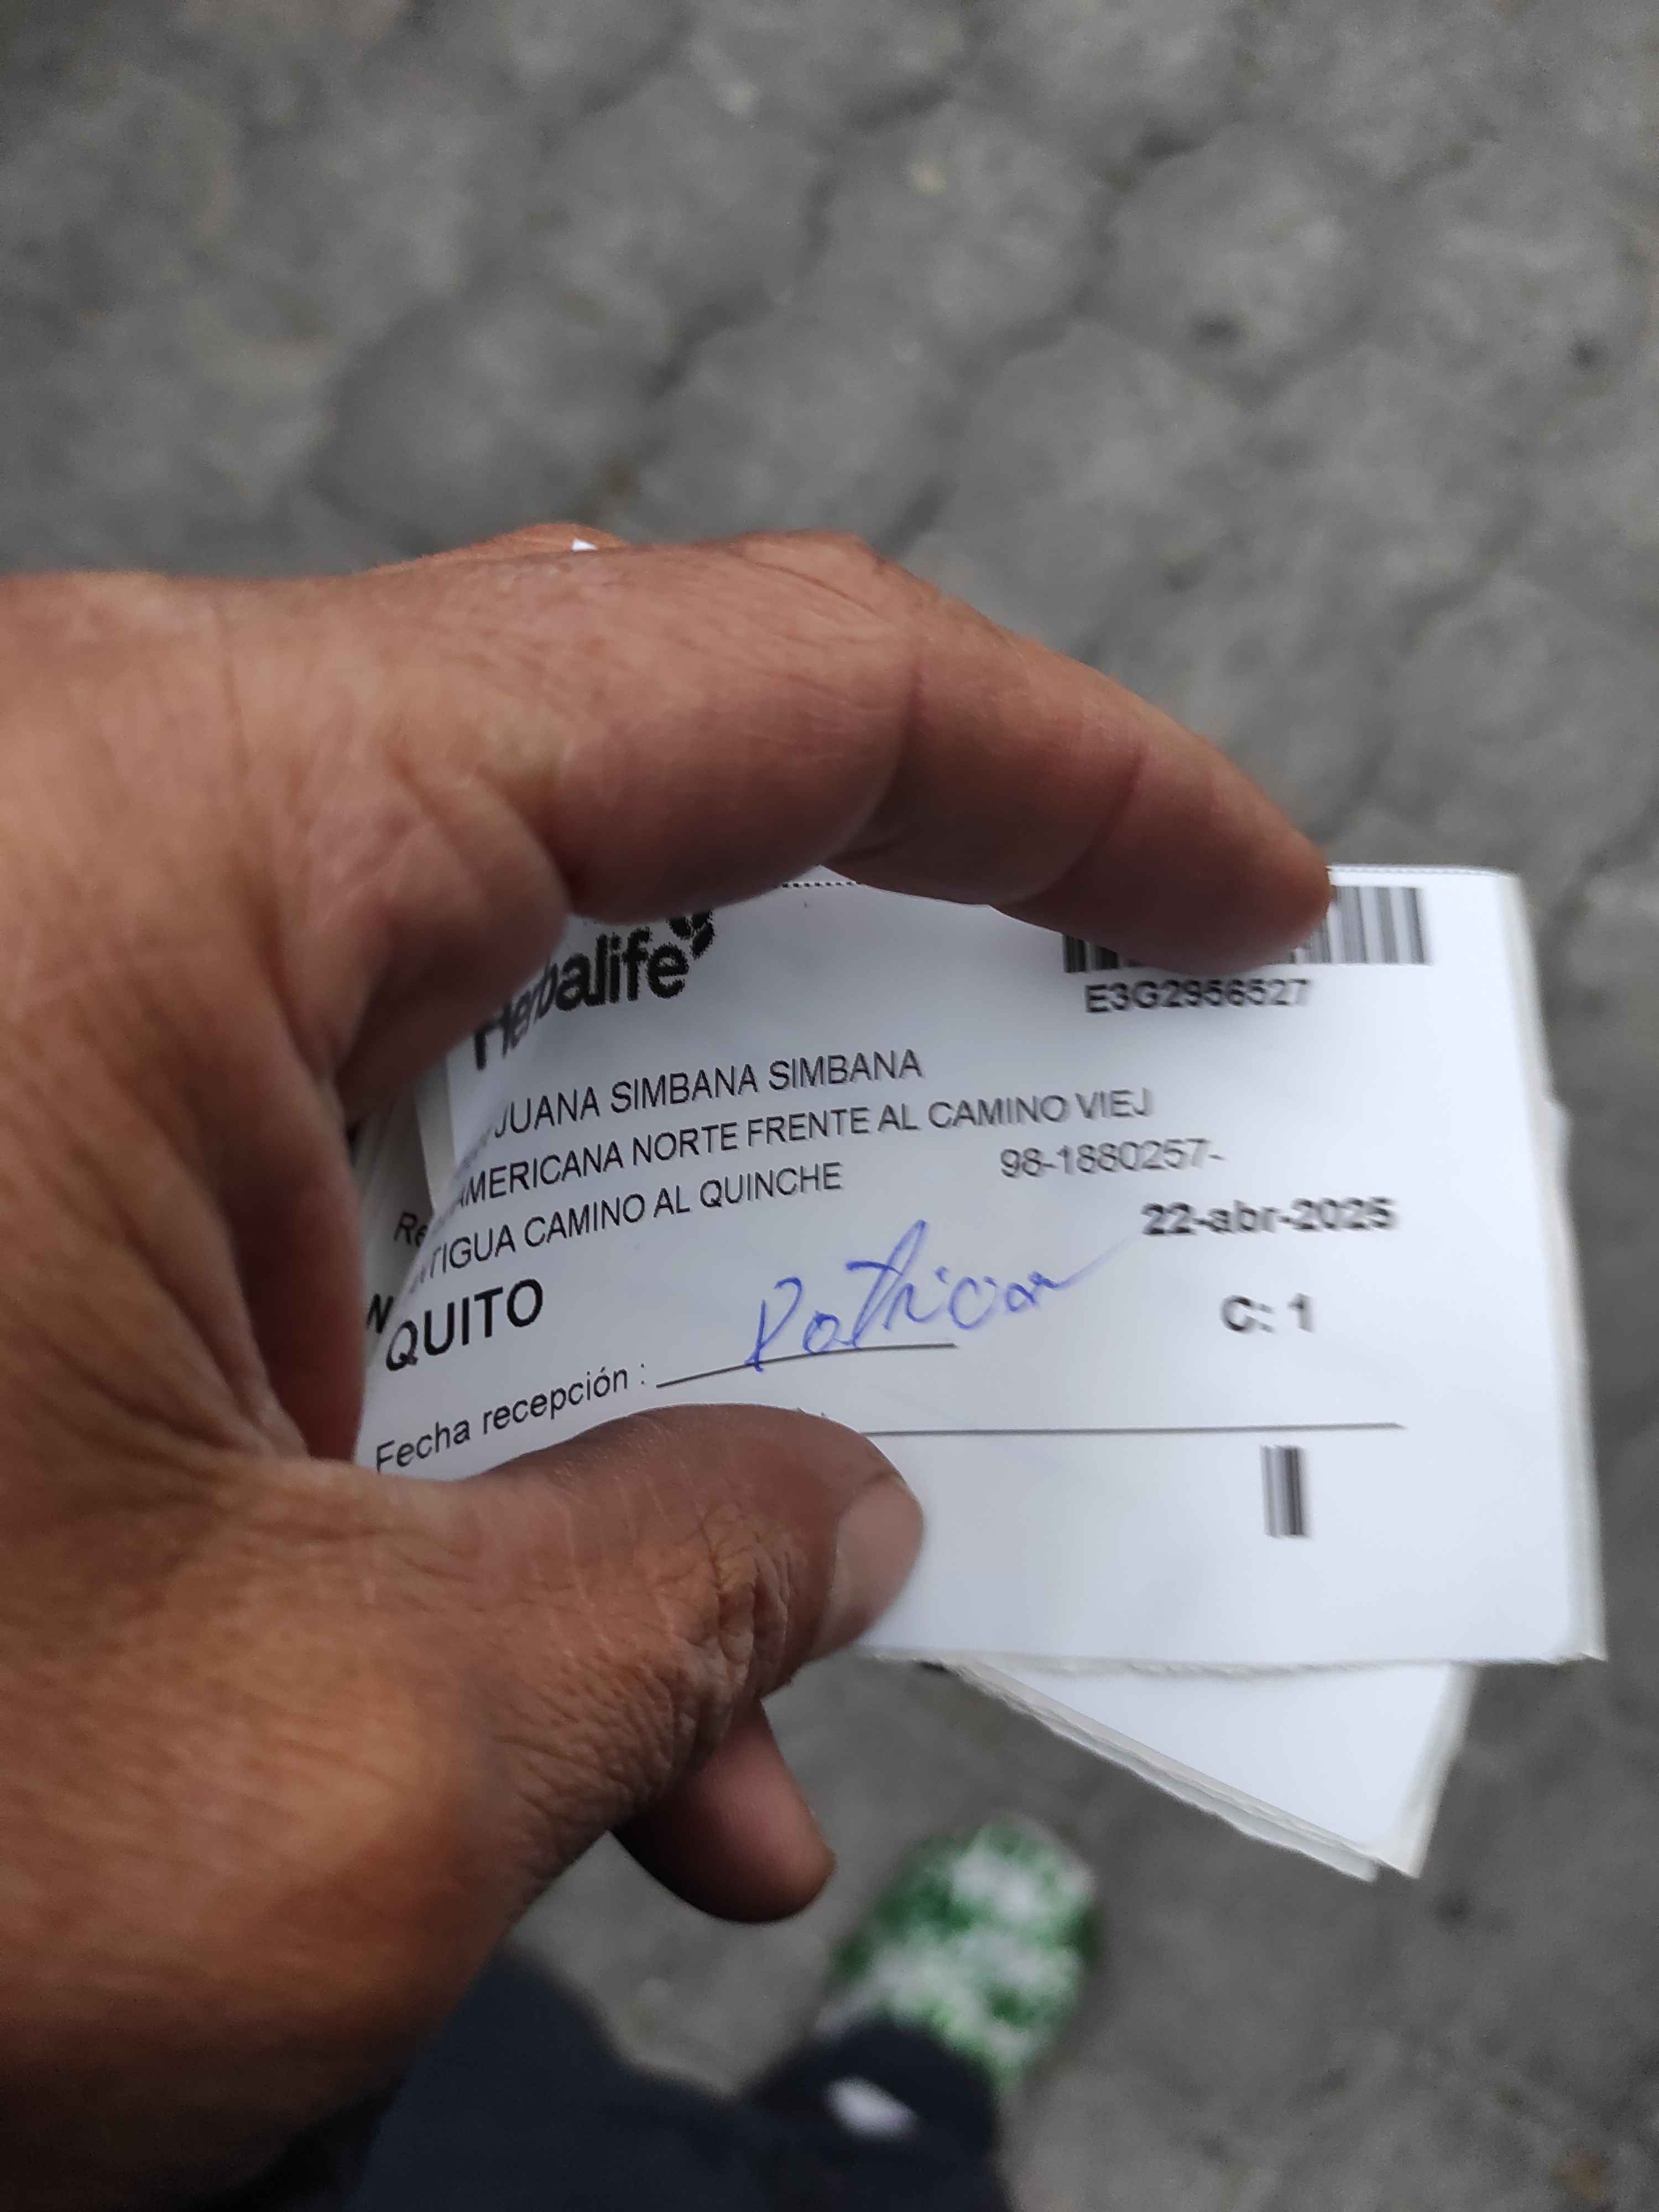 Herbalife
E3G2956527
JUANA SIMBANA SIMBANA
AMERICANA NORTE FRENTE AL CAMINO VIEJ
TIGUA CAMINO AL QUINCHE 98-1880257-
22-abr-2025
QUITO
C: 1
Fecha recepción :